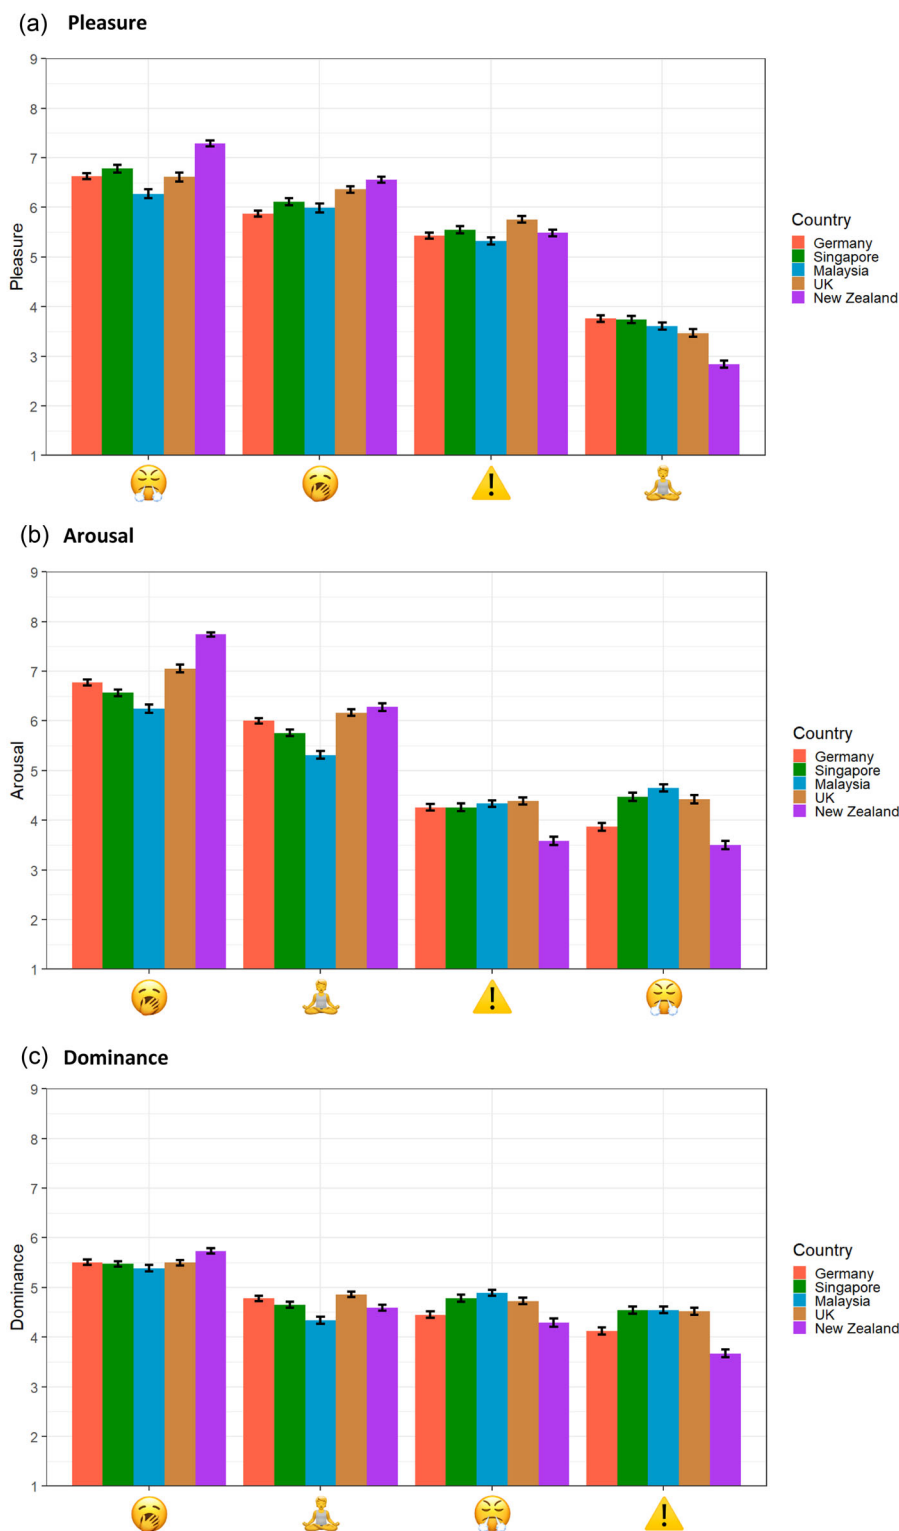 (a) Pleasure
9
8
7
6
5
4
3
2
1
Pleasure
Country
Germany
Singapore
Malaysia
UK
New Zealand
(b) Arousal
9
8
7
6
5
4
3
2
1
Arousal
Country
Germany
Singapore
Malaysia
UK
New Zealand
(c) Dominance
9
8
7
6
5
4
3
2
1
Dominance
Country
Germany
Singapore
Malaysia
UK
New Zealand